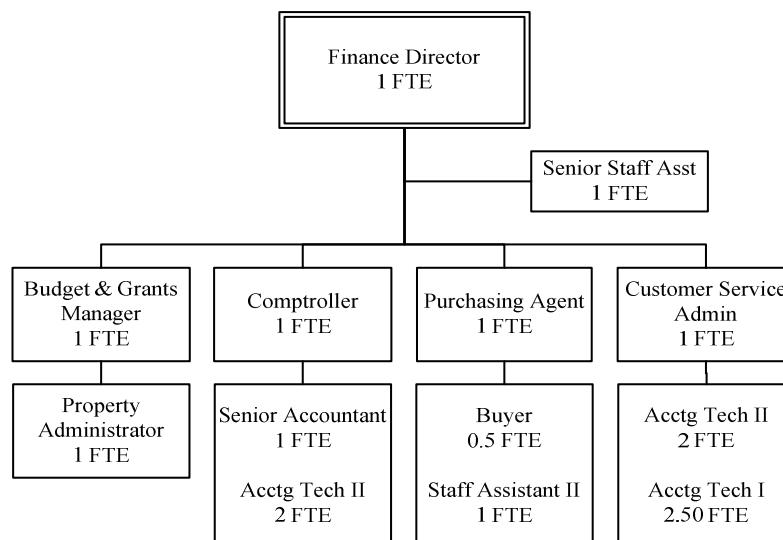 Finance Director
1 FTE
Senior Staff Asst
1 FTE
Budget & Grants
Manager
1 FTE
Comptroller
1 FTE
Purchasing Agent
1 FTE
Customer Service
Admin
1 FTE
Property
Administrator
1 FTE
Senior Accountant
1 FTE
Acctg Tech II
2 FTE
Buyer
0.5 FTE
Staff Assistant II
1 FTE
Acctg Tech II
2 FTE
Acctg Tech I
2.50 FTE